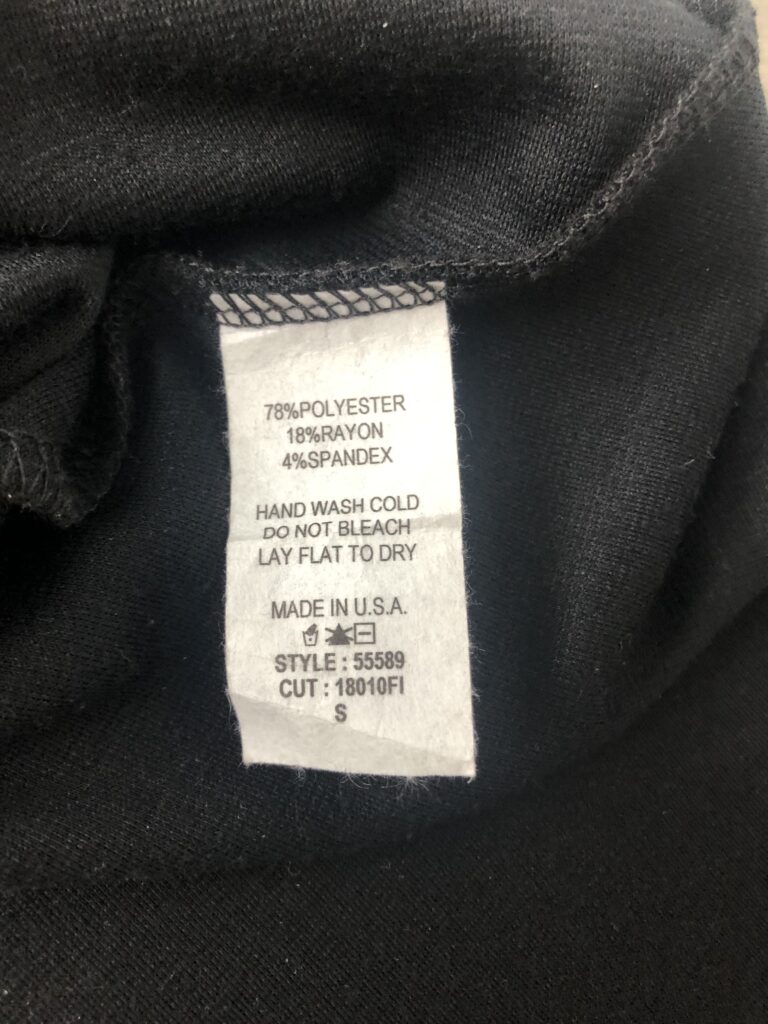 78%POLYESTER
18%RAYON
4%SPANDEX
HAND WASH COLD
DO NOT BLEACH
LAY FLAT TO DRY
MADE IN U.S.A.
STYLE : 55589
CUT : 18010FI
S